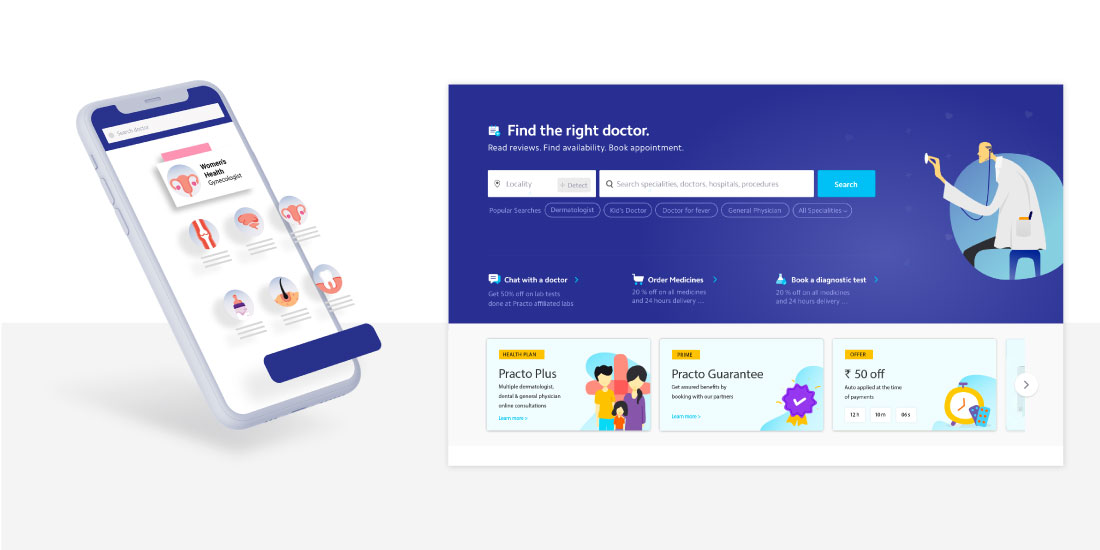 Search doctor
Women's
Health
Gynecologist
Find the right doctor.
Read reviews. Find availability. Book appointment.
Locality
Detect
Search specialities, doctors, hospitals, procedures
Search
Popular Searches
Dermatologist
Kid's Doctor
Doctor for fever
General Physician
All Specialities
Chat with a doctor
Get 50% off on lab tests
done at Practo affiliated labs
Order Medicines
20 % off on all medicines
and 24 hours delivery ...
Book a diagnostic test
20 % off on all medicines
and 24 hours delivery ...
HEALTH PLAN
Practo Plus
Multiple dermatologist,
dental & general physician
online consultations
Learn more >
PRIME
Practo Guarantee
Get assured benefits by
booking with our partners
Learn more >
OFFER
₹ 50 off
Auto applied at the time
of payments
12 h
10 m
06 s